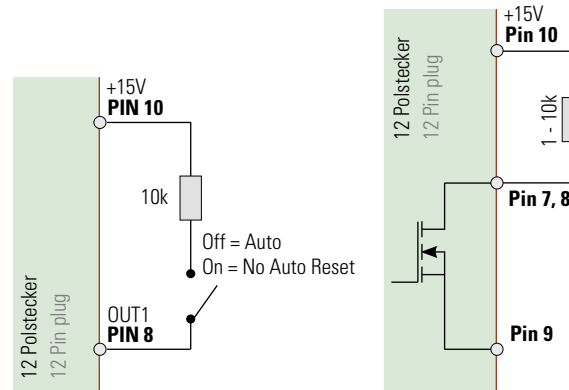 +15V
PIN 10
10k
Off = Auto
On = No Auto Reset
OUT1
PIN 8
12 Polstecker
12 Pin plug
+15V
Pin 10
12 Polstecker
12 Pin plug
1 - 10k
Pin 7, 8
Pin 9